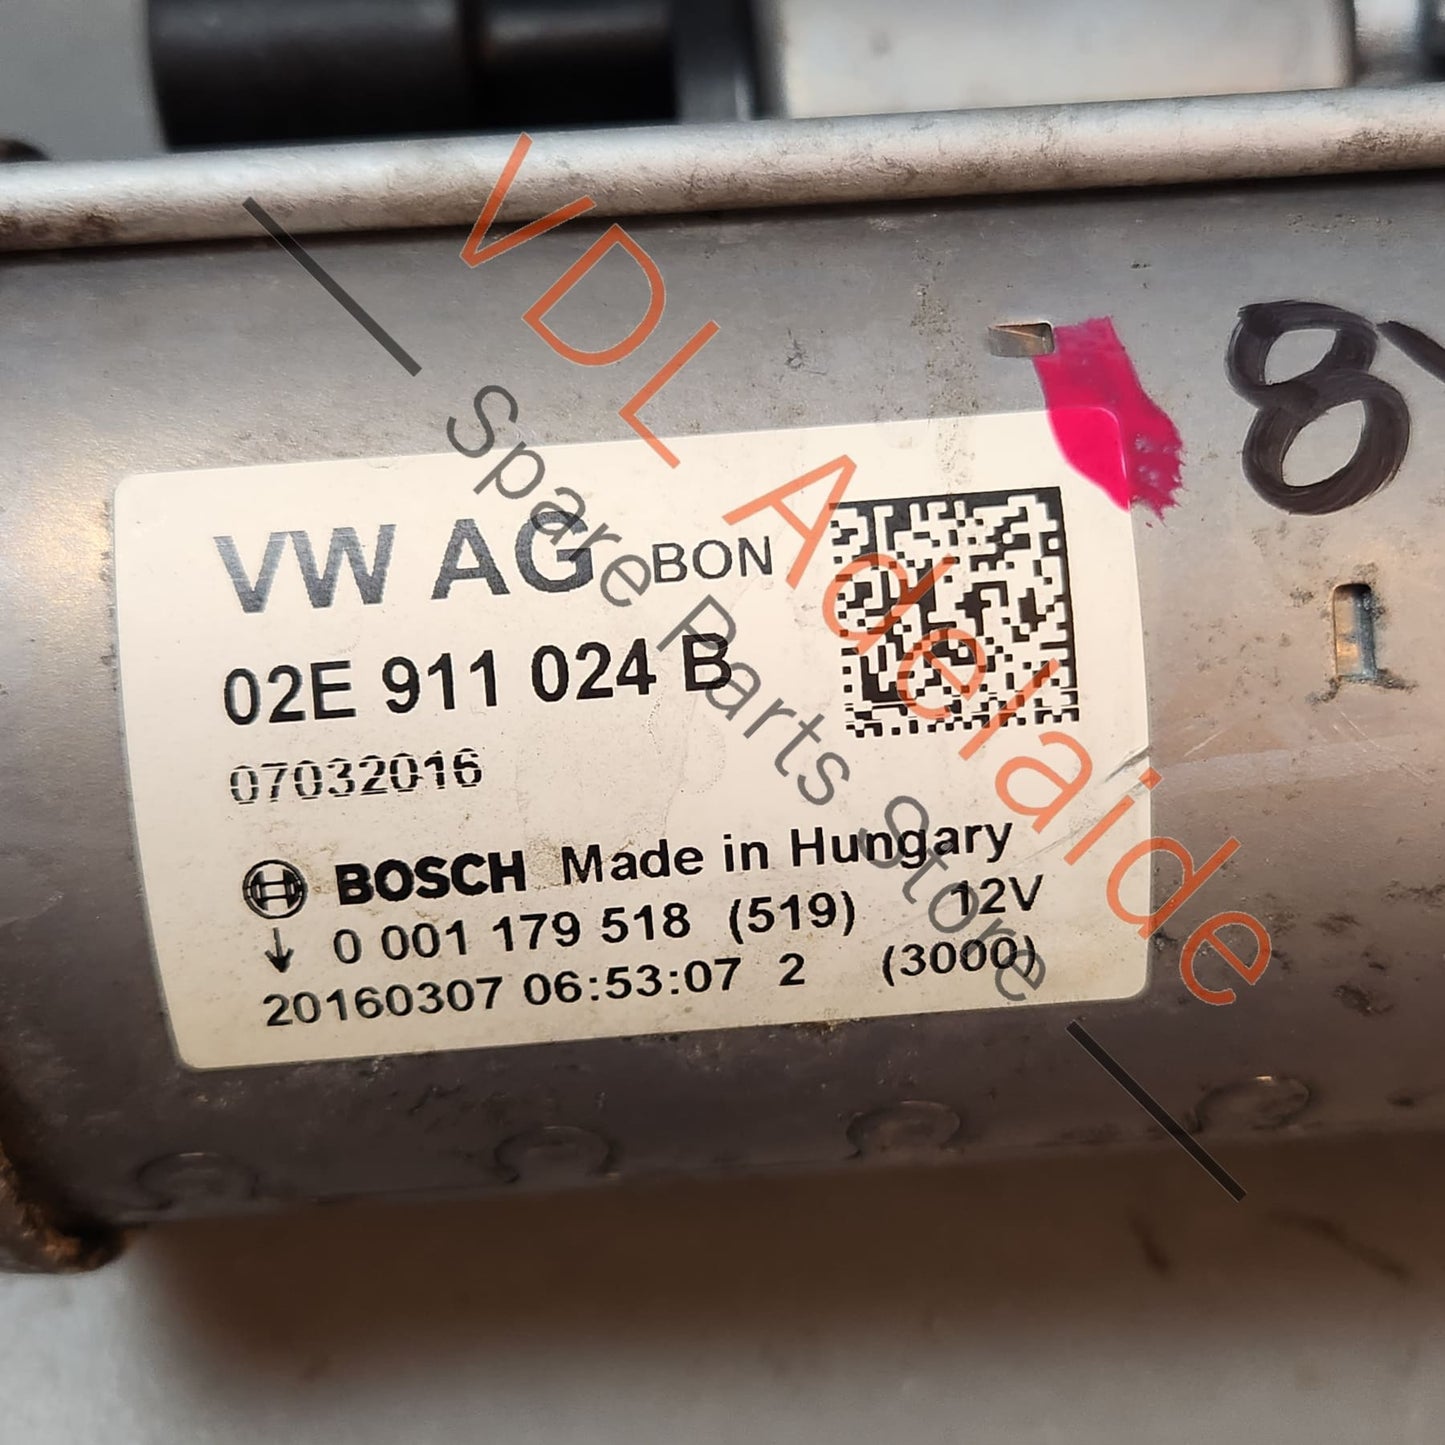 VW AG BON
02E 911 024 B
07032016
BOSCH Made in Hungary
↓ 0 001 179 518 (519) 12V
20160307 06:53:07 2 (3000)
8
I
VDL Adelaide
Spare Parts Store